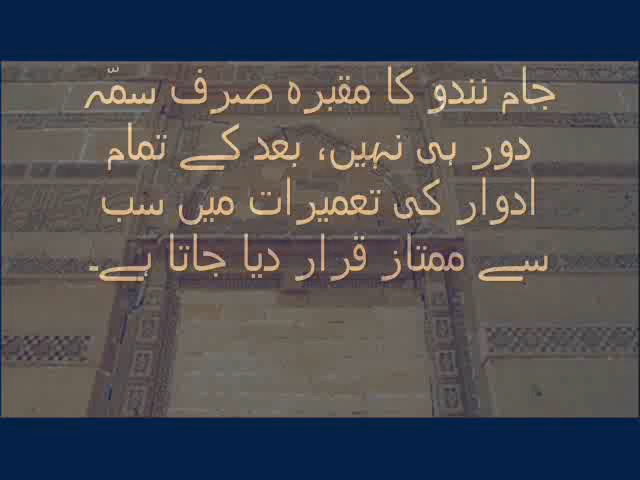 جام نندو کا مقبرہ صرف سمّہ
دور ہی نہیں، بعد کے تمام
ادوار کی تعمیرات میں سب
سے ممتاز قرار دیا جاتا ہے۔